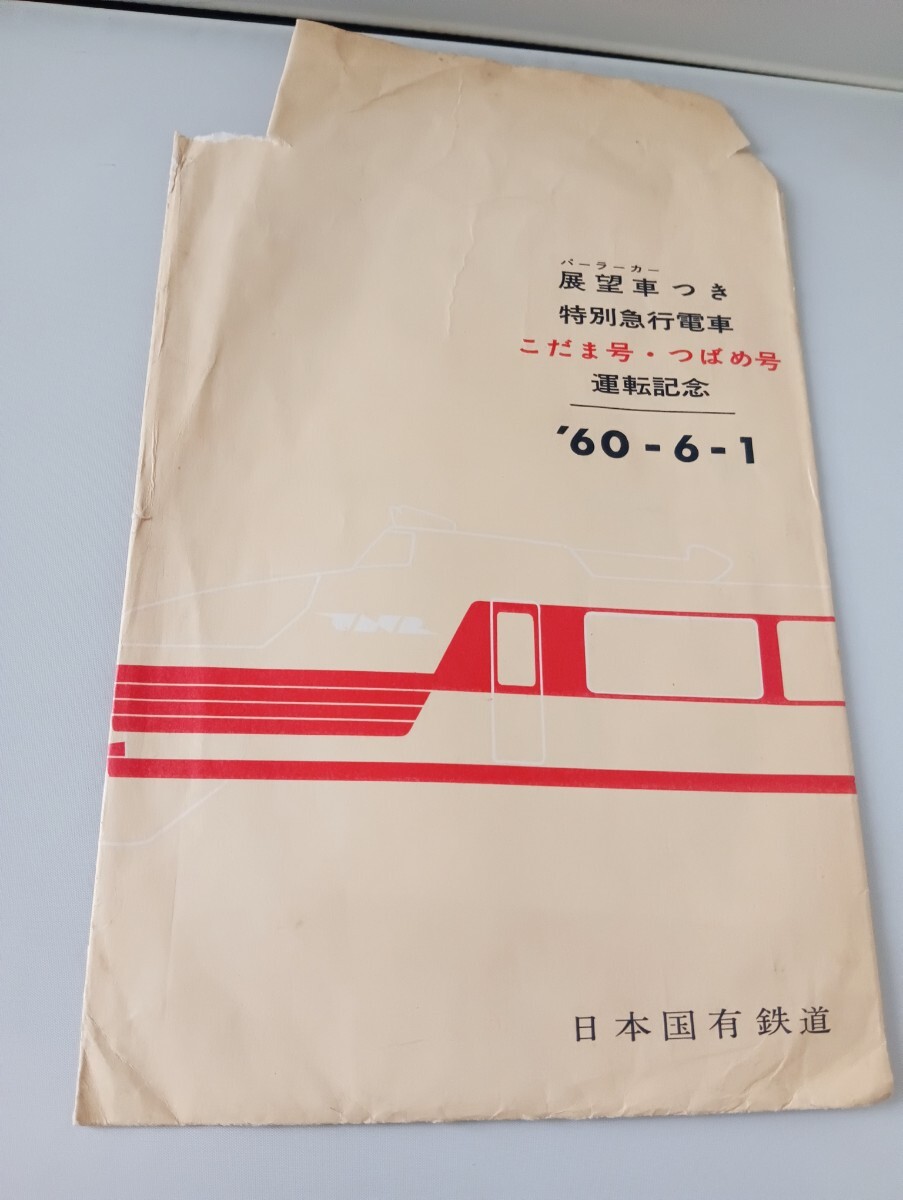 パーラーカー
展望車つき
特別急行電車
こだま号・つばめ号
運転記念
'60-6-1
JNR
日本国有鉄道